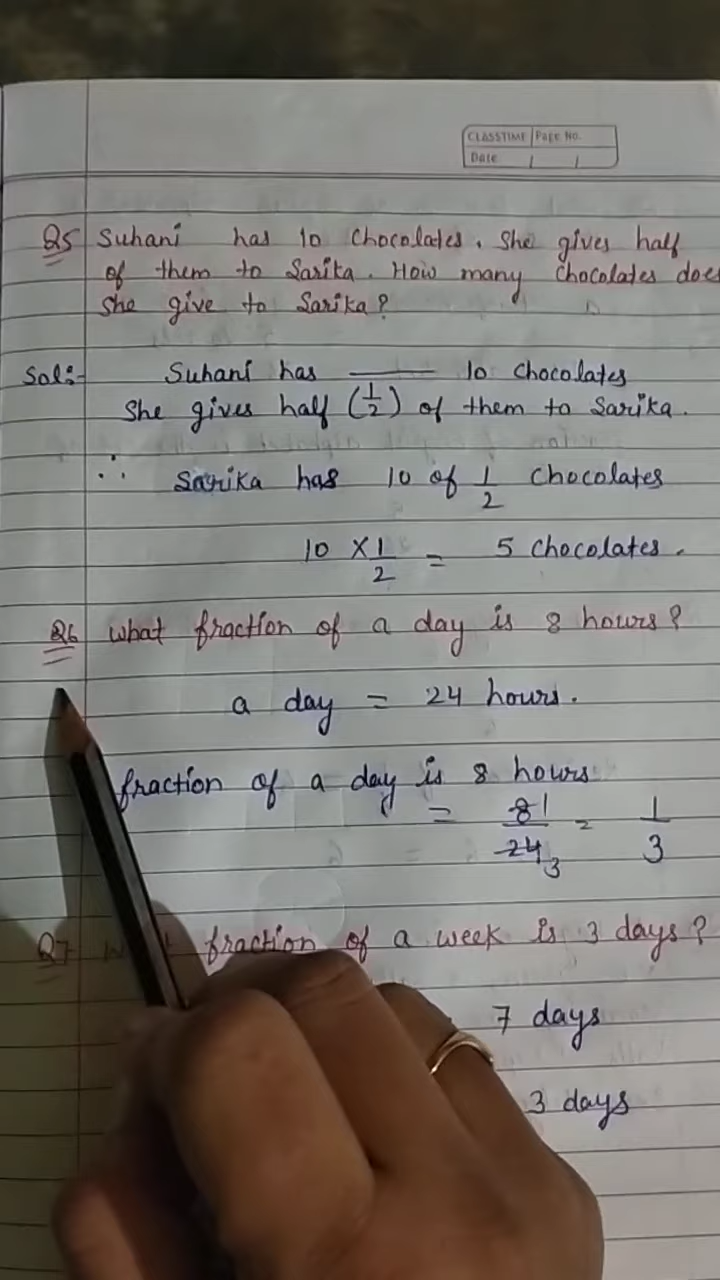 CLASSTIME Page No.
Date / /
Q5 Suhani has 10 Chocolates. She gives half
of them to Sarika. How many Chocolates does
She give to Sarika?
Sol:- Suhani has —— 10 Chocolates
She gives half (1/2) of them to Sarika.
∴ Sarika has 10 of 1/2 Chocolates
10 × 1/2 = 5 Chocolates.
Q6 What fraction of a day is 8 hours?
a day = 24 hours.
fraction of a day is 8 hours
= 8/24 1/3 = 1/3
Q7 fraction of a week is 3 days?
7 days
3 days